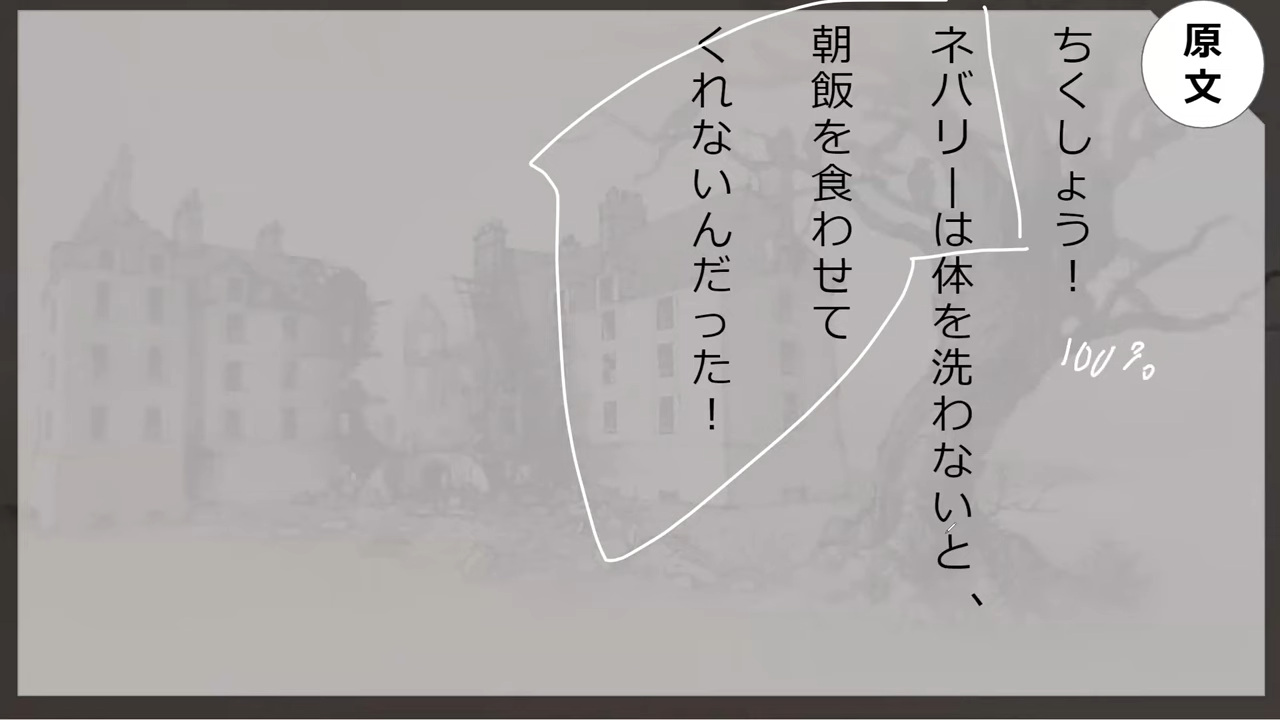 原文
ちくしょう！
100%
ネバリーは体を洗わないと、
朝飯を食わせて
くれないんだった！